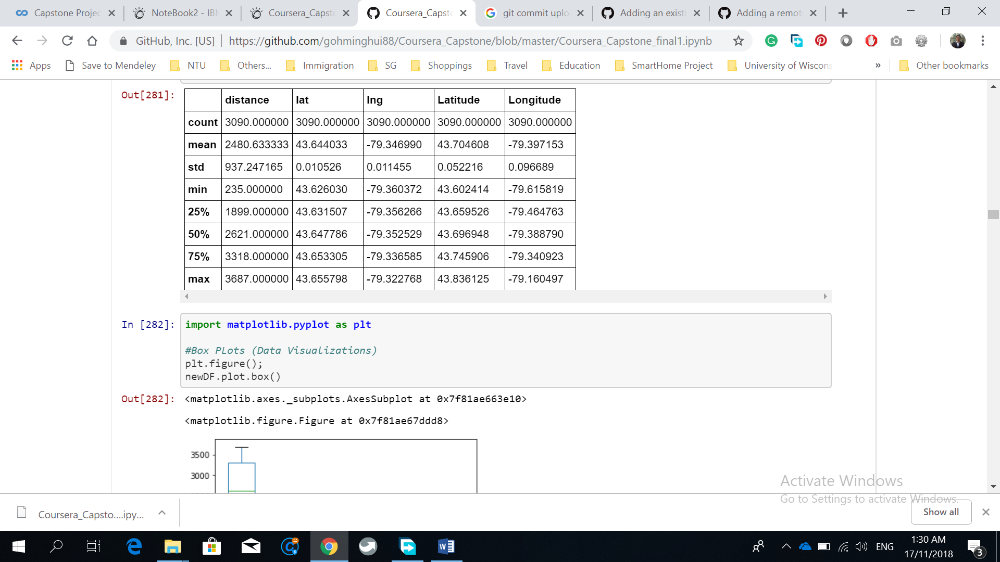 Capstone Projec
NoteBook2 - IBM
Coursera_Capsto
Coursera_Capsto
git commit uplo
Adding an existi
Adding a remot
GitHub, Inc. [US]
https://github.com/gohminghui88/Coursera_Capstone/blob/master/Coursera_Capstone_final1.ipynb
Apps
Save to Mendeley
NTU
Others...
Immigration
SG
Shoppings
Travel
Education
SmartHome Project
University of Wiscons
»
Other bookmarks
Out[281]:
distance lat lng Latitude Longitude
count 3090.000000 3090.000000 3090.000000 3090.000000 3090.000000
mean 2480.633333 43.644033 -79.346990 43.704608 -79.397153
std 937.247165 0.010526 0.011455 0.052216 0.096689
min 235.000000 43.626030 -79.360372 43.602414 -79.615819
25% 1899.000000 43.631507 -79.356266 43.659526 -79.464763
50% 2621.000000 43.647786 -79.352529 43.696948 -79.388790
75% 3318.000000 43.653305 -79.336585 43.745906 -79.340923
max 3687.000000 43.655798 -79.322768 43.836125 -79.160497
In [282]:
import matplotlib.pyplot as plt
#Box PLots (Data Visualizations)
plt.figure();
newDF.plot.box()
Out[282]:
<matplotlib.axes._subplots.AxesSubplot at 0x7f81ae663e10>
<matplotlib.figure.Figure at 0x7f81ae67ddd8>
3500
3000
Activate Windows
Go to Settings to activate Windows.
Coursera_Capsto....ipy...
Show all
ENG
1:30 AM
17/11/2018
3